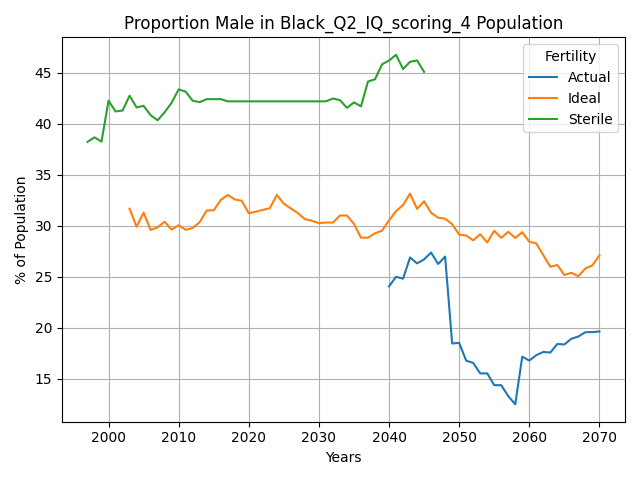 Proportion Male in Black_Q2_IQ_scoring_4 Population
% of Population
45
40
35
30
25
20
15
Fertility
Actual
Ideal
Sterile
2000 2010 2020 2030 2040 2050 2060 2070
Years